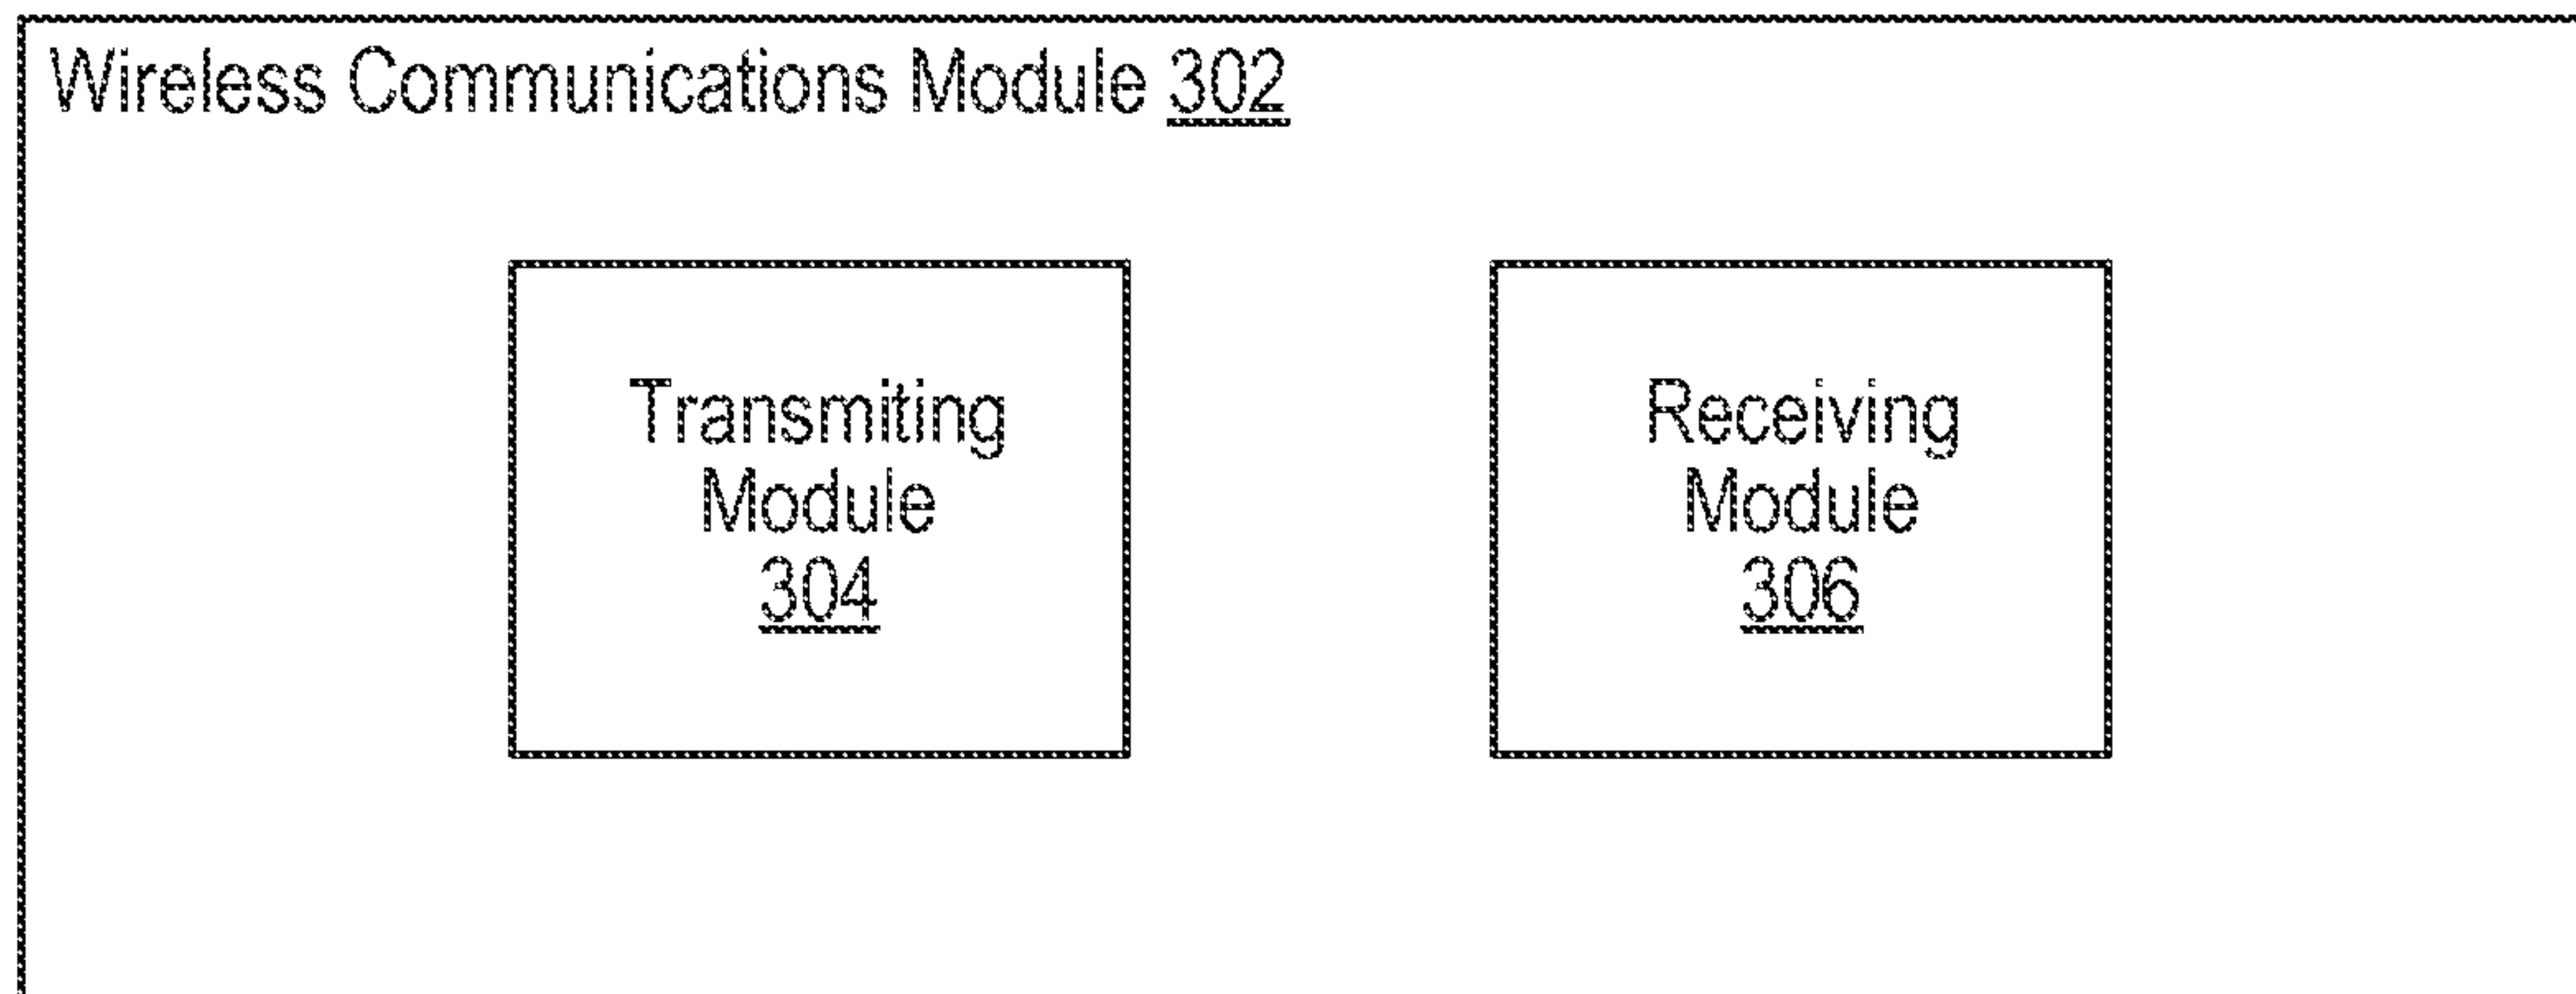 Wireless Communications Module 302
Transmiting
Module
304
Receiving
Module
306